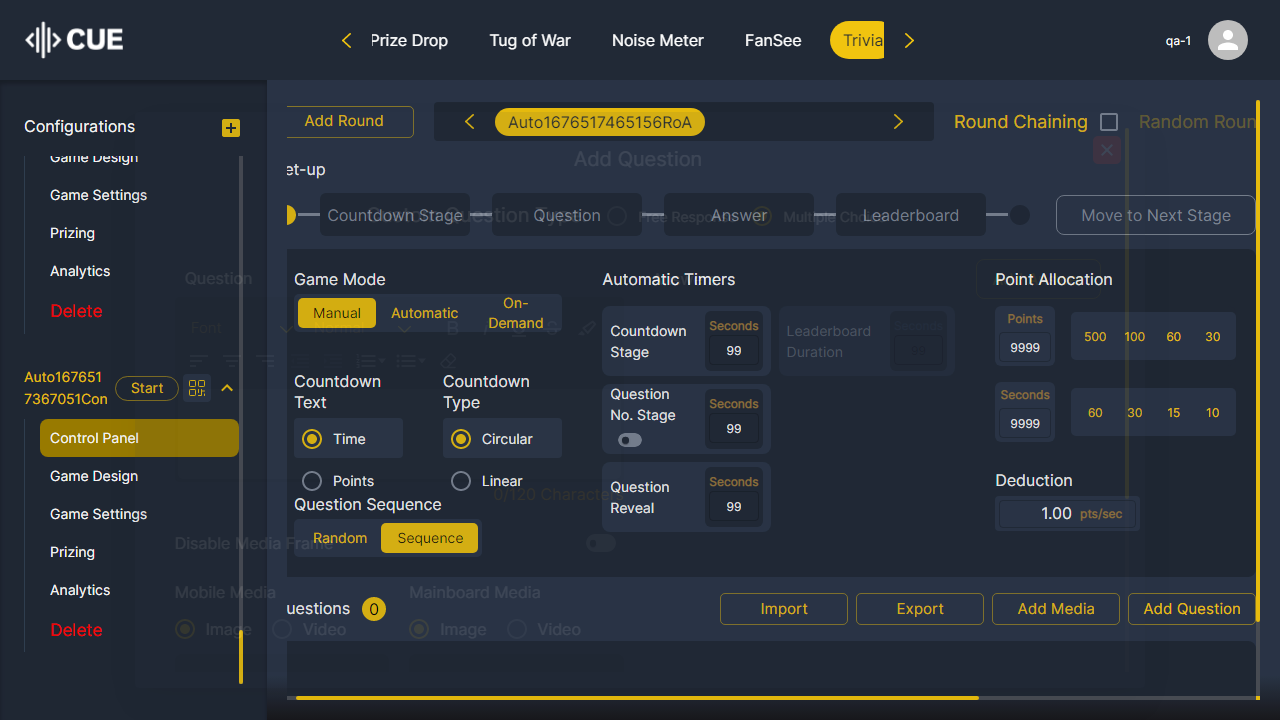 CUE
Prize Drop
Tug of War
Noise Meter
FanSee
Trivia
qa-1
Configurations
Game Design
Game Settings
Prizing
Analytics
Delete
Auto167651
7367051Con
Start
Control Panel
Game Design
Game Settings
Prizing
Analytics
Delete
Add Round
Auto1676517465156RoA
Round Chaining
Random Roun
Add Question
et-up
Countdown Stage
Question
Answer
Leaderboard
Move to Next Stage
Question Type
Free Response
Multiple Choice
Question
Font
B
Game Mode
Manual
Automatic
On-
Demand
Countdown
Text
Time
Points
Countdown
Type
Circular
Linear
Question Sequence
Random
Sequence
Automatic Timers
Countdown
Stage
Seconds
99
Leaderboard
Duration
Seconds
Question
No. Stage
Seconds
99
Question
Reveal
Seconds
99
Point Allocation
Points
9999
500
100
60
30
Seconds
9999
60
30
15
10
Deduction
1.00 pts/sec
0/120 Characters
Disable Media Frame
Mobile Media
Image
Video
Mainboard Media
Image
Video
uestions
0
Import
Export
Add Media
Add Question